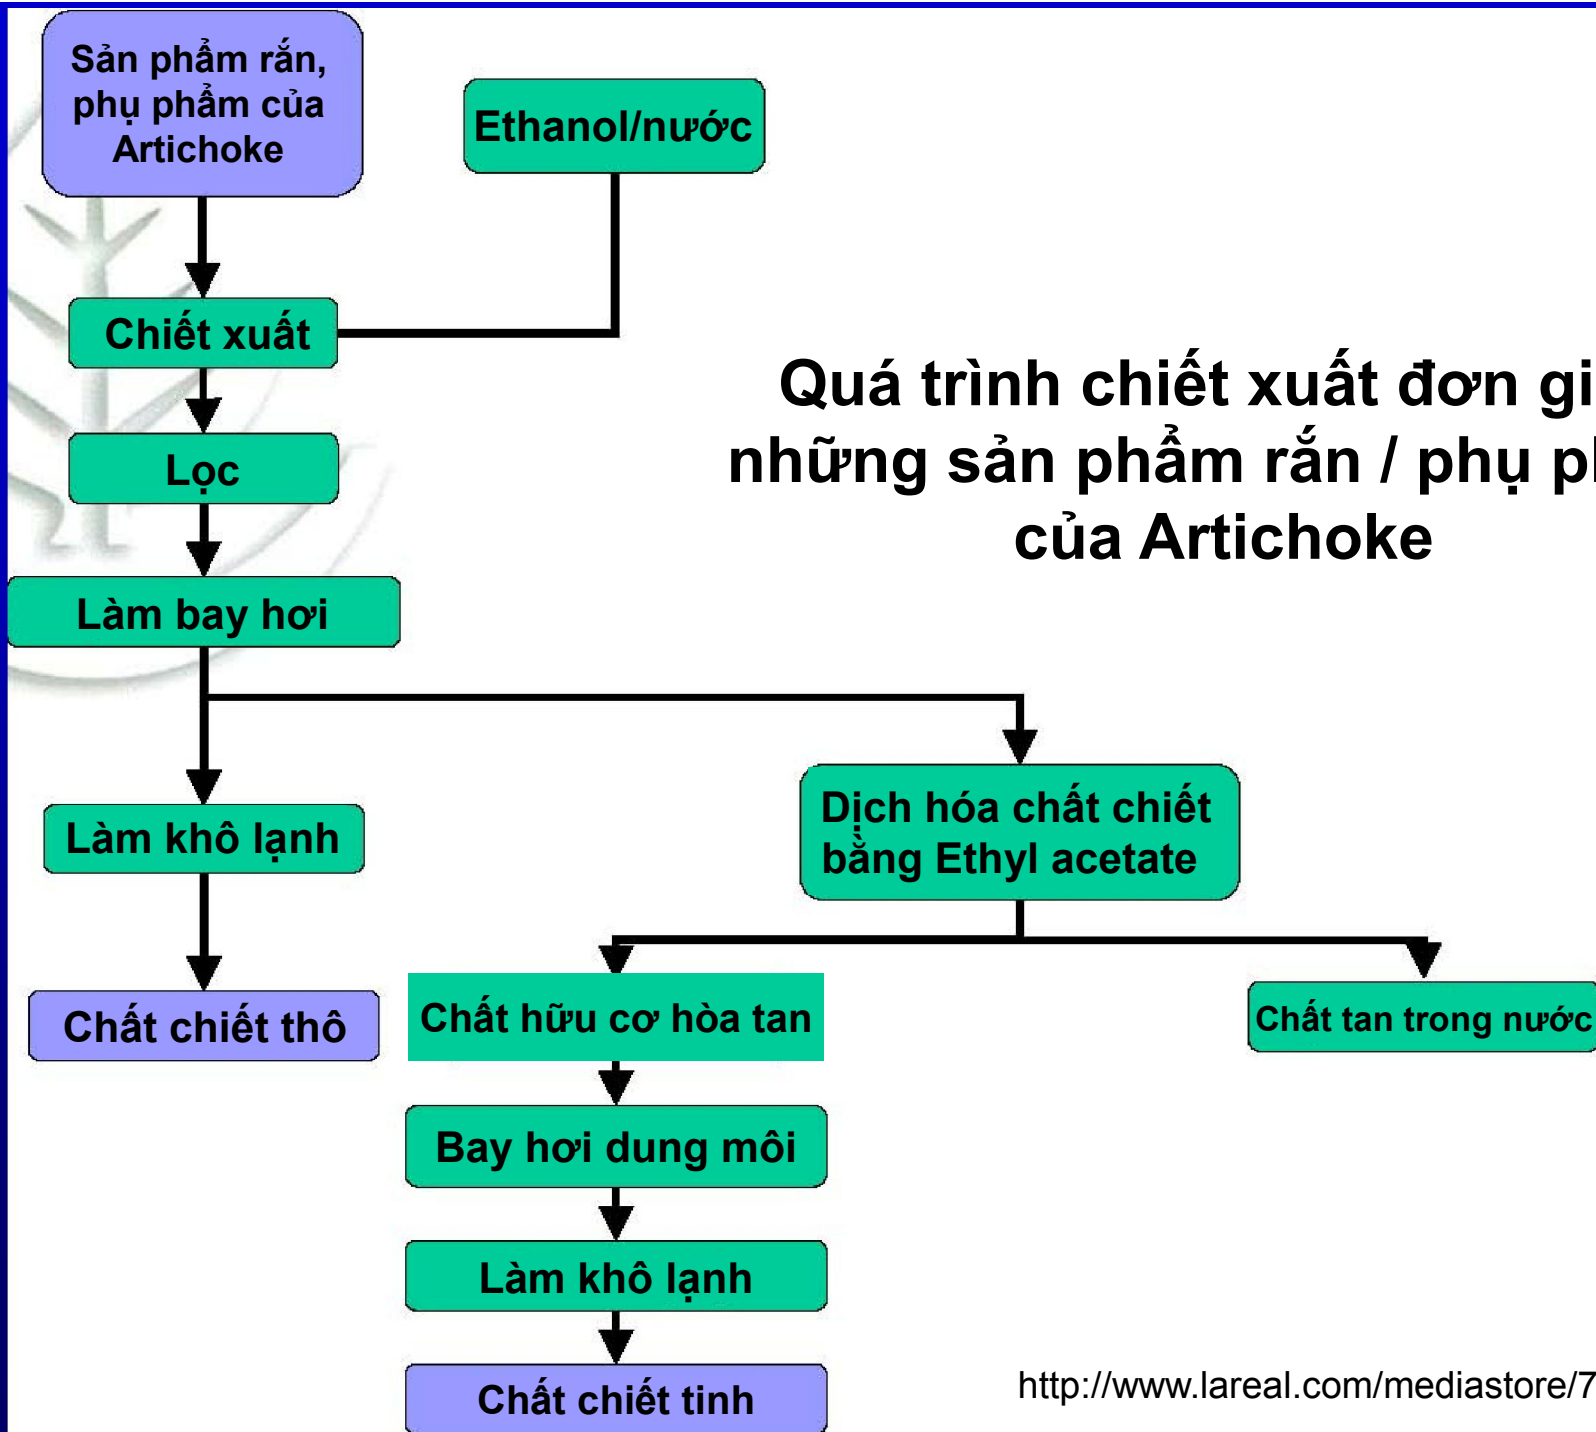 Sản phẩm rắn,
phụ phẩm của
Artichoke
Ethanol/nước
Chiết xuất
Quá trình chiết xuất đơn
những sản phẩm rắn / phụ
của Artichoke
Lọc
Làm bay hơi
Làm khô lạnh
Dịch hóa chất chiết
bằng Ethyl acetate
Chất chiết thô
Chất hữu cơ hòa tan
Chất tan trong nước
Bay hơi dung môi
Làm khô lạnh
Chất chiết tinh
http://www.lareal.com/mediastore/7